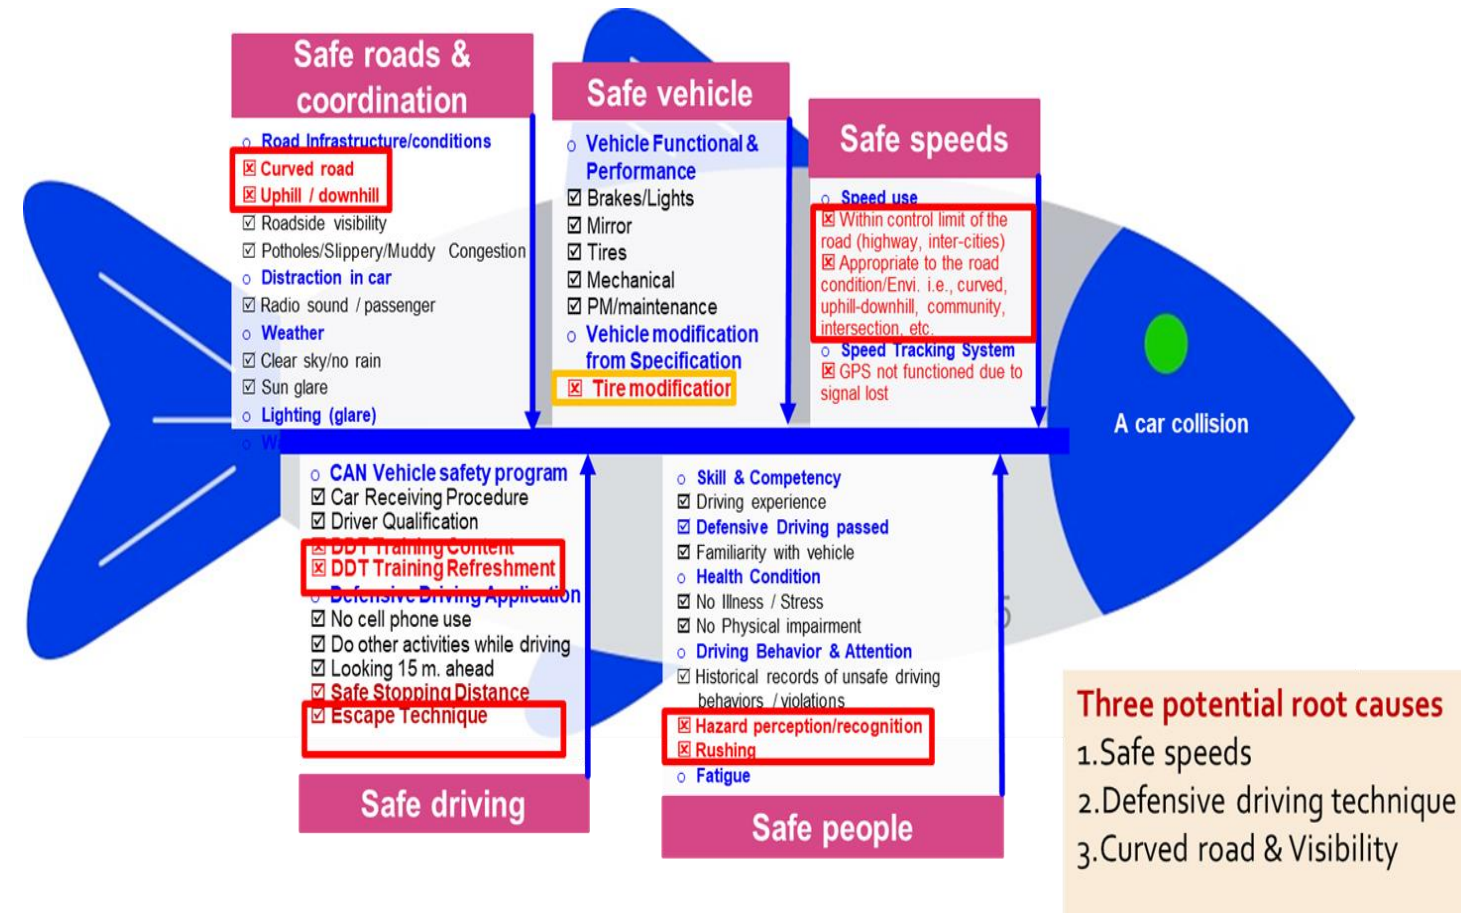 Safe roads &
coordination
○ Road Infrastructure/conditions
☒ Curved road
☒ Uphill / downhill
☑ Roadside visibility
☑ Potholes/Slippery/Muddy Congestion
○ Distraction in car
☑ Radio sound / passenger
○ Weather
☑ Clear sky/no rain
☑ Sun glare
○ Lighting (glare)
Safe vehicle
○ Vehicle Functional &
Performance
☑ Brakes/Lights
☑ Mirror
☑ Tires
☑ Mechanical
☑ PM/maintenance
○ Vehicle modification
from Specification
☒ Tire modification
Safe speeds
○ Speed use
☒ Within control limit of the
road (highway, inter-cities)
☒ Appropriate to the road
condition/Envi. i.e., curved,
uphill-downhill, community,
intersection, etc.
○ Speed Tracking System
☒ GPS not functioned due to
signal lost
A car collision
○ CAN Vehicle safety program
☑ Car Receiving Procedure
☑ Driver Qualification
☒ DDT Training Content
☒ DDT Training Refreshment
○ Defensive Driving Application
☑ No cell phone use
☑ Do other activities while driving
☑ Looking 15 m. ahead
☑ Safe Stopping Distance
☑ Escape Technique
Safe driving
○ Skill & Competency
☑ Driving experience
☑ Defensive Driving passed
☑ Familiarity with vehicle
○ Health Condition
☑ No Illness / Stress
☑ No Physical impairment
○ Driving Behavior & Attention
☑ Historical records of unsafe driving
behaviors / violations
☒ Hazard perception/recognition
☒ Rushing
○ Fatigue
Safe people
Three potential root causes
1.Safe speeds
2.Defensive driving technique
3.Curved road & Visibility